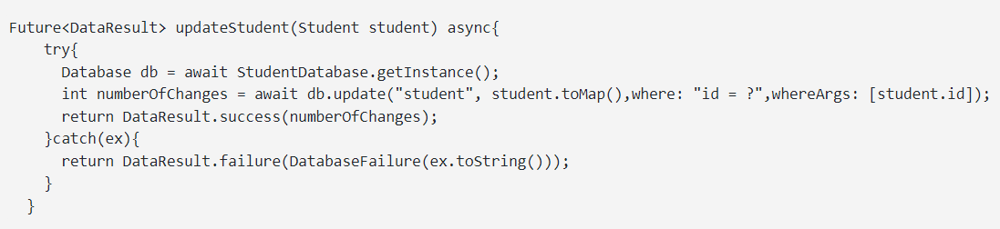 Future<DataResult> updateStudent(Student student) async{
try{
Database db = await StudentDatabase.getInstance();
int numberOfChanges = await db.update("student", student.toMap(),where: "id = ?",whereArgs: [student.id]);
return DataResult.success(numberOfChanges);
}catch(ex){
return DataResult.failure(DatabaseFailure(ex.toString()));
}
}